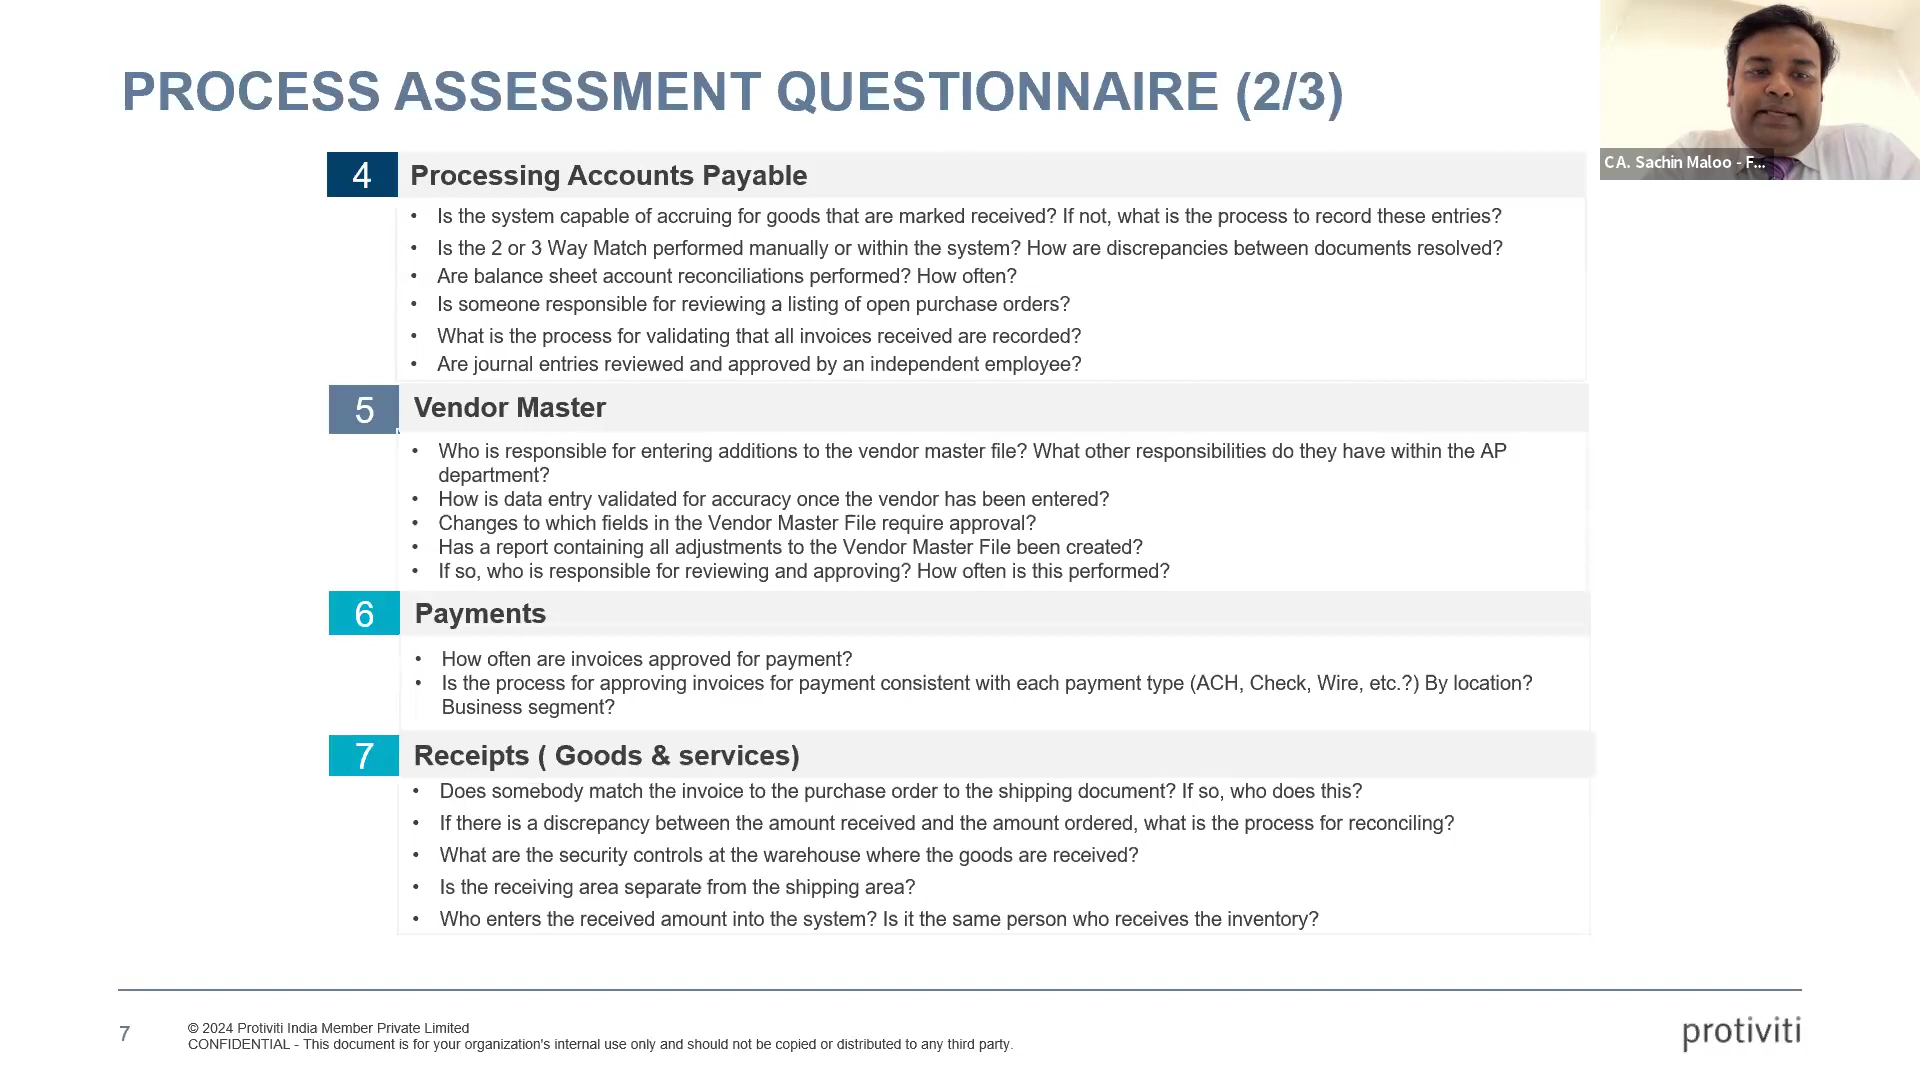 PROCESS ASSESSMENT QUESTIONNAIRE (2/3)
CA. Sachin Maloo - F...
4 Processing Accounts Payable
• Is the system capable of accruing for goods that are marked received? If not, what is the process to record these entries?
• Is the 2 or 3 Way Match performed manually or within the system? How are discrepancies between documents resolved?
• Are balance sheet account reconciliations performed? How often?
• Is someone responsible for reviewing a listing of open purchase orders?
• What is the process for validating that all invoices received are recorded?
• Are journal entries reviewed and approved by an independent employee?
5 Vendor Master
• Who is responsible for entering additions to the vendor master file? What other responsibilities do they have within the AP
department?
• How is data entry validated for accuracy once the vendor has been entered?
• Changes to which fields in the Vendor Master File require approval?
• Has a report containing all adjustments to the Vendor Master File been created?
• If so, who is responsible for reviewing and approving? How often is this performed?
6 Payments
• How often are invoices approved for payment?
• Is the process for approving invoices for payment consistent with each payment type (ACH, Check, Wire, etc.?) By location?
Business segment?
7 Receipts ( Goods & services)
• Does somebody match the invoice to the purchase order to the shipping document? If so, who does this?
• If there is a discrepancy between the amount received and the amount ordered, what is the process for reconciling?
• What are the security controls at the warehouse where the goods are received?
• Is the receiving area separate from the shipping area?
• Who enters the received amount into the system? Is it the same person who receives the inventory?
7
© 2024 Protiviti India Member Private Limited
CONFIDENTIAL - This document is for your organization's internal use only and should not be copied or distributed to any third party.
protiviti